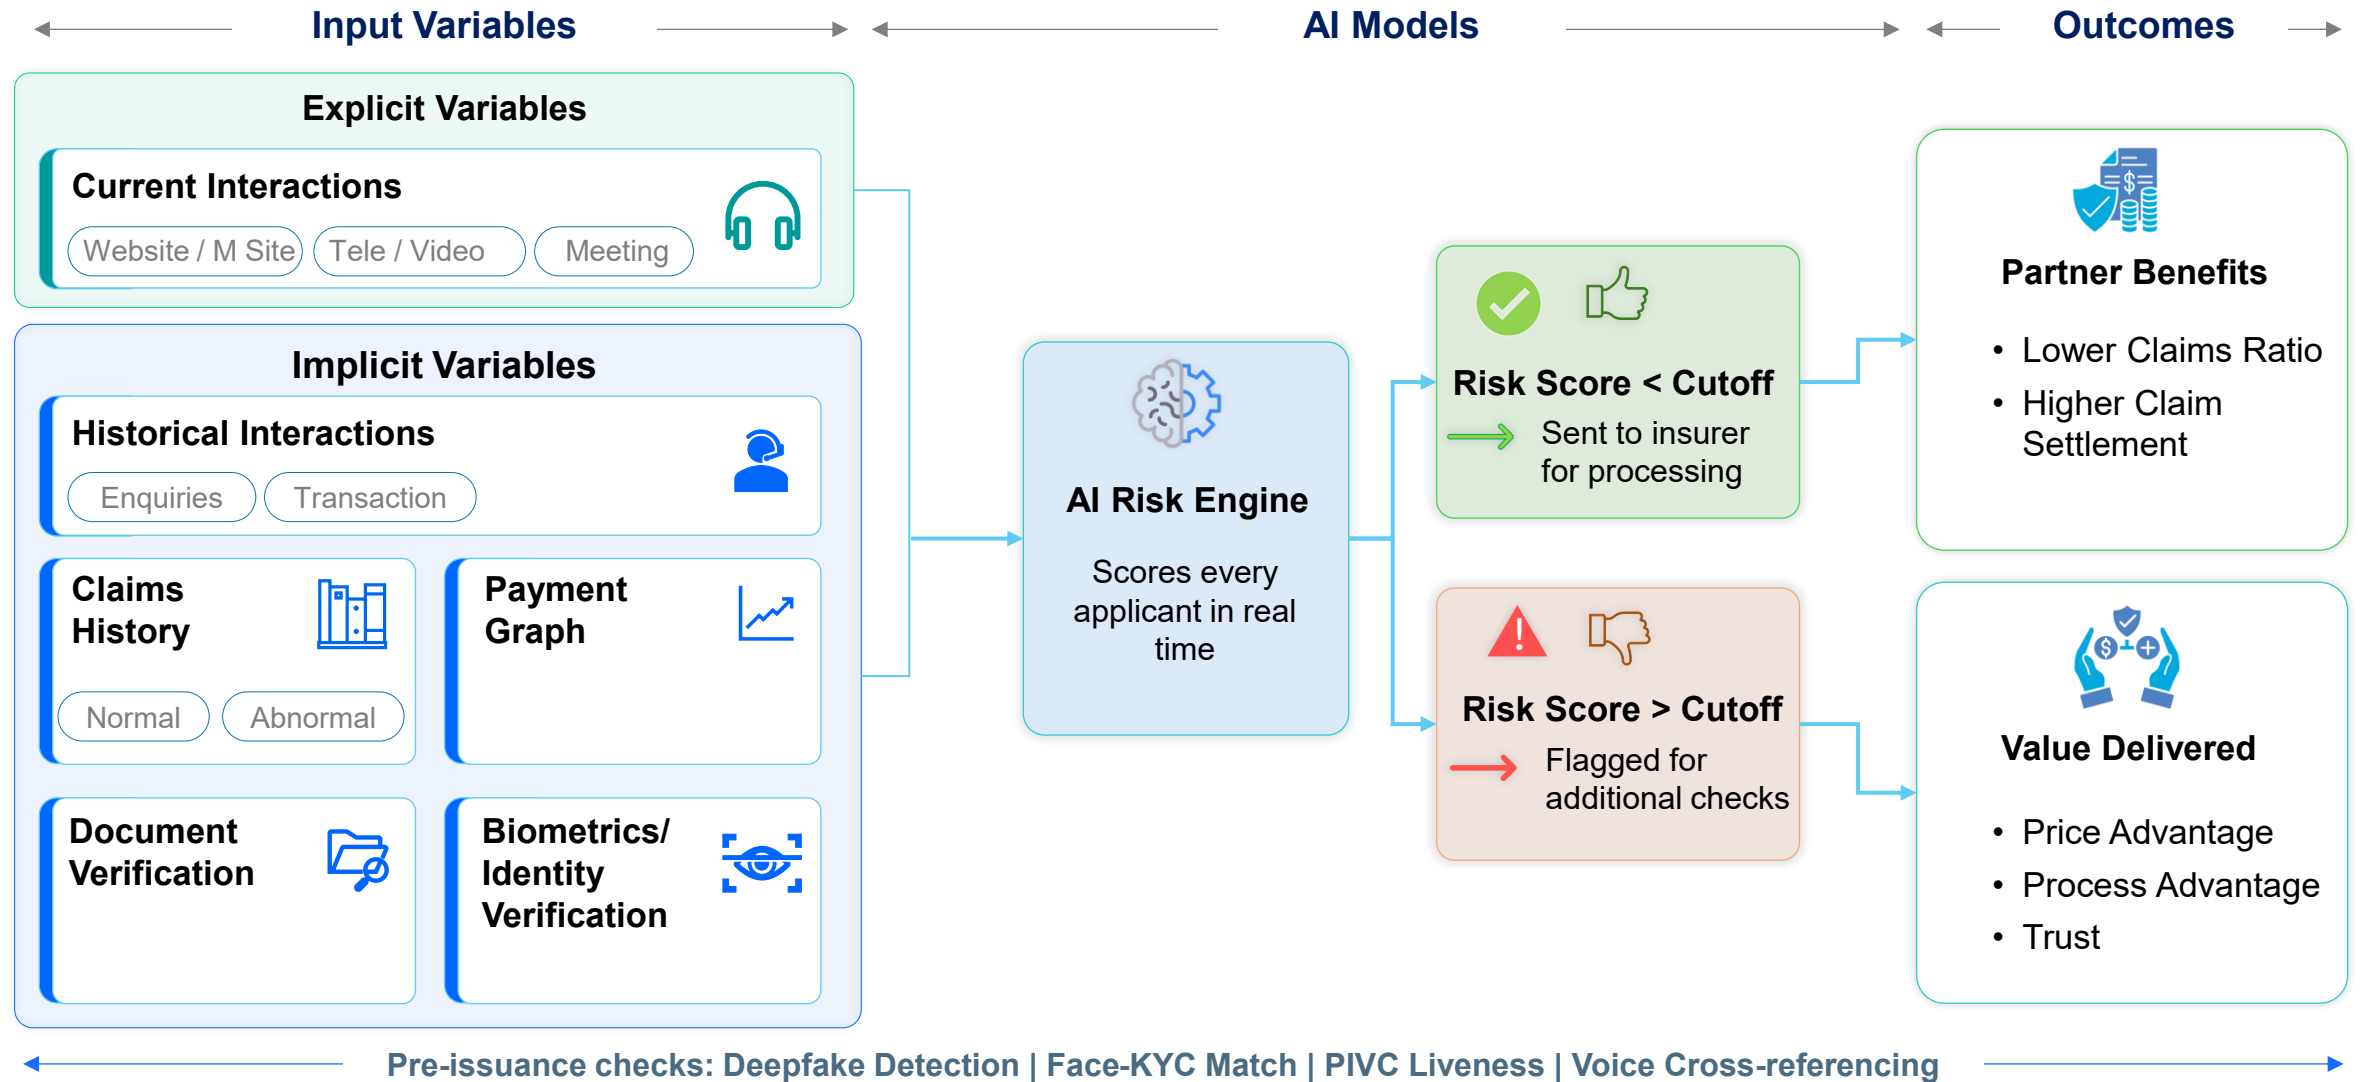 Input Variables
AI Models
Outcomes
Explicit Variables
Current Interactions
Website / M Site
Tele / Video
Meeting
Implicit Variables
Historical Interactions
Enquiries
Transaction
Claims
History
Normal
Abnormal
Payment
Graph
Document
Verification
Biometrics/
Identity
Verification
AI Risk Engine
Scores every
applicant in real
time
Risk Score < Cutoff
Sent to insurer
for processing
Risk Score > Cutoff
Flagged for
additional checks
Partner Benefits
• Lower Claims Ratio
• Higher Claim
Settlement
Value Delivered
• Price Advantage
• Process Advantage
• Trust
Pre-issuance checks: Deepfake Detection | Face-KYC Match | PIVC Liveness | Voice Cross-referencing